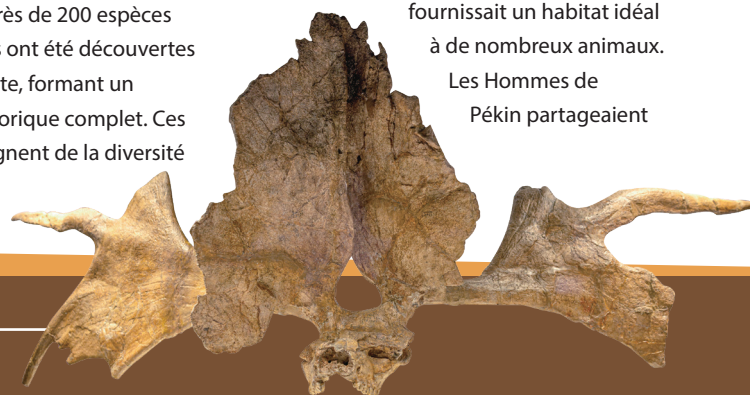 rès de 200 espèces
ont été découvertes
te, formant un
orique complet. Ces
gnent de la diversité
fournissait un habitat idéal
à de nombreux animaux.
Les Hommes de
Pékin partageaient